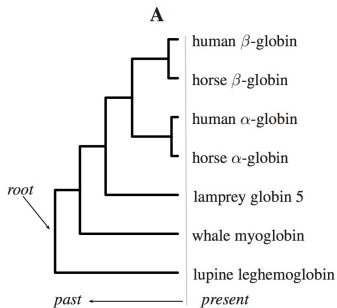 A
human β-globin
horse β-globin
human α-globin
horse α-globin
lamprey globin 5
whale myoglobin
lupine leghemoglobin
root
past
present